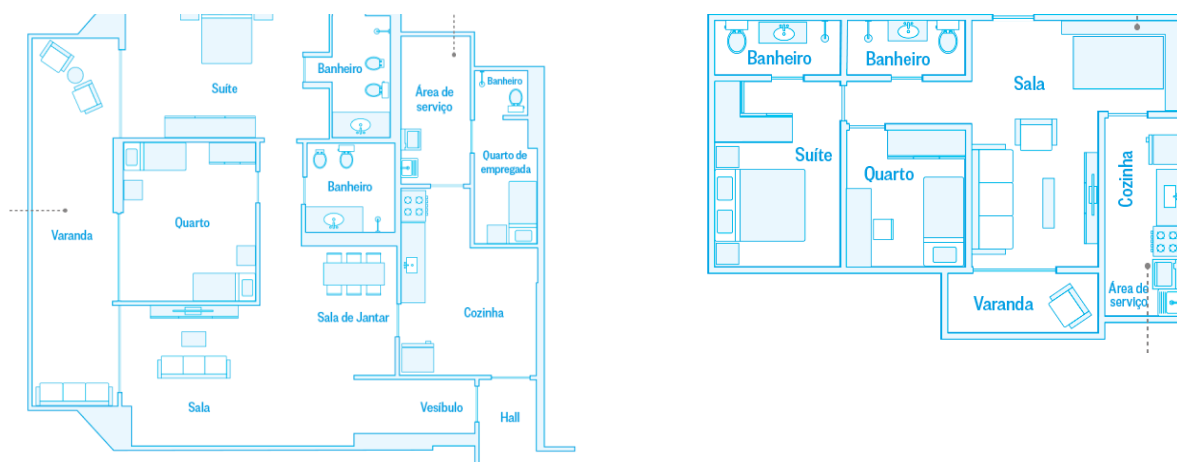 Banheiro
Suíte
Área de
serviço
Banheiro
Quarto de
empregada
Banheiro
Quarto
Varanda
Sala de Jantar
Cozinha
Sala
Vesíbulo
Hall
Banheiro
Banheiro
Sala
Suíte
Quarto
Cozinha
Varanda
Área de
serviço